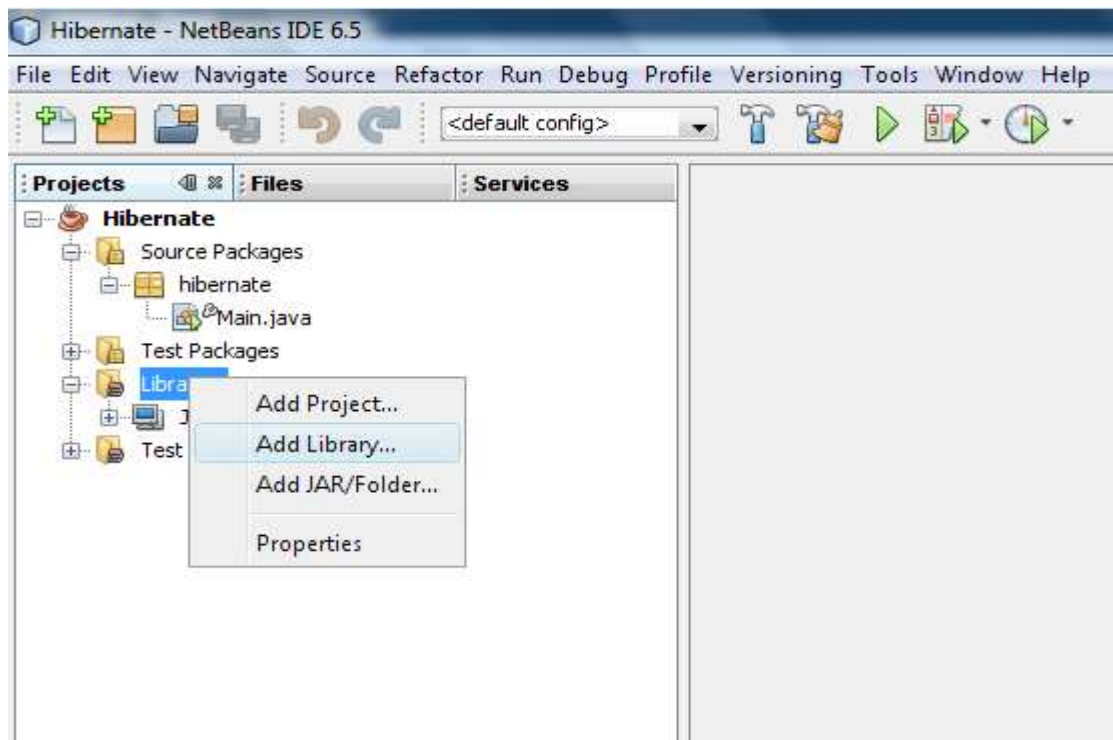 Hibernate - NetBeans IDE 6.5
File Edit View Navigate Source Refactor Run Debug Profile Versioning Tools Window Help
<default config>
Projects Files Services
Hibernate
Source Packages
hibernate
Main.java
Test Packages
Libra
Add Project...
Add Library...
Test
Add JAR/Folder...
Properties